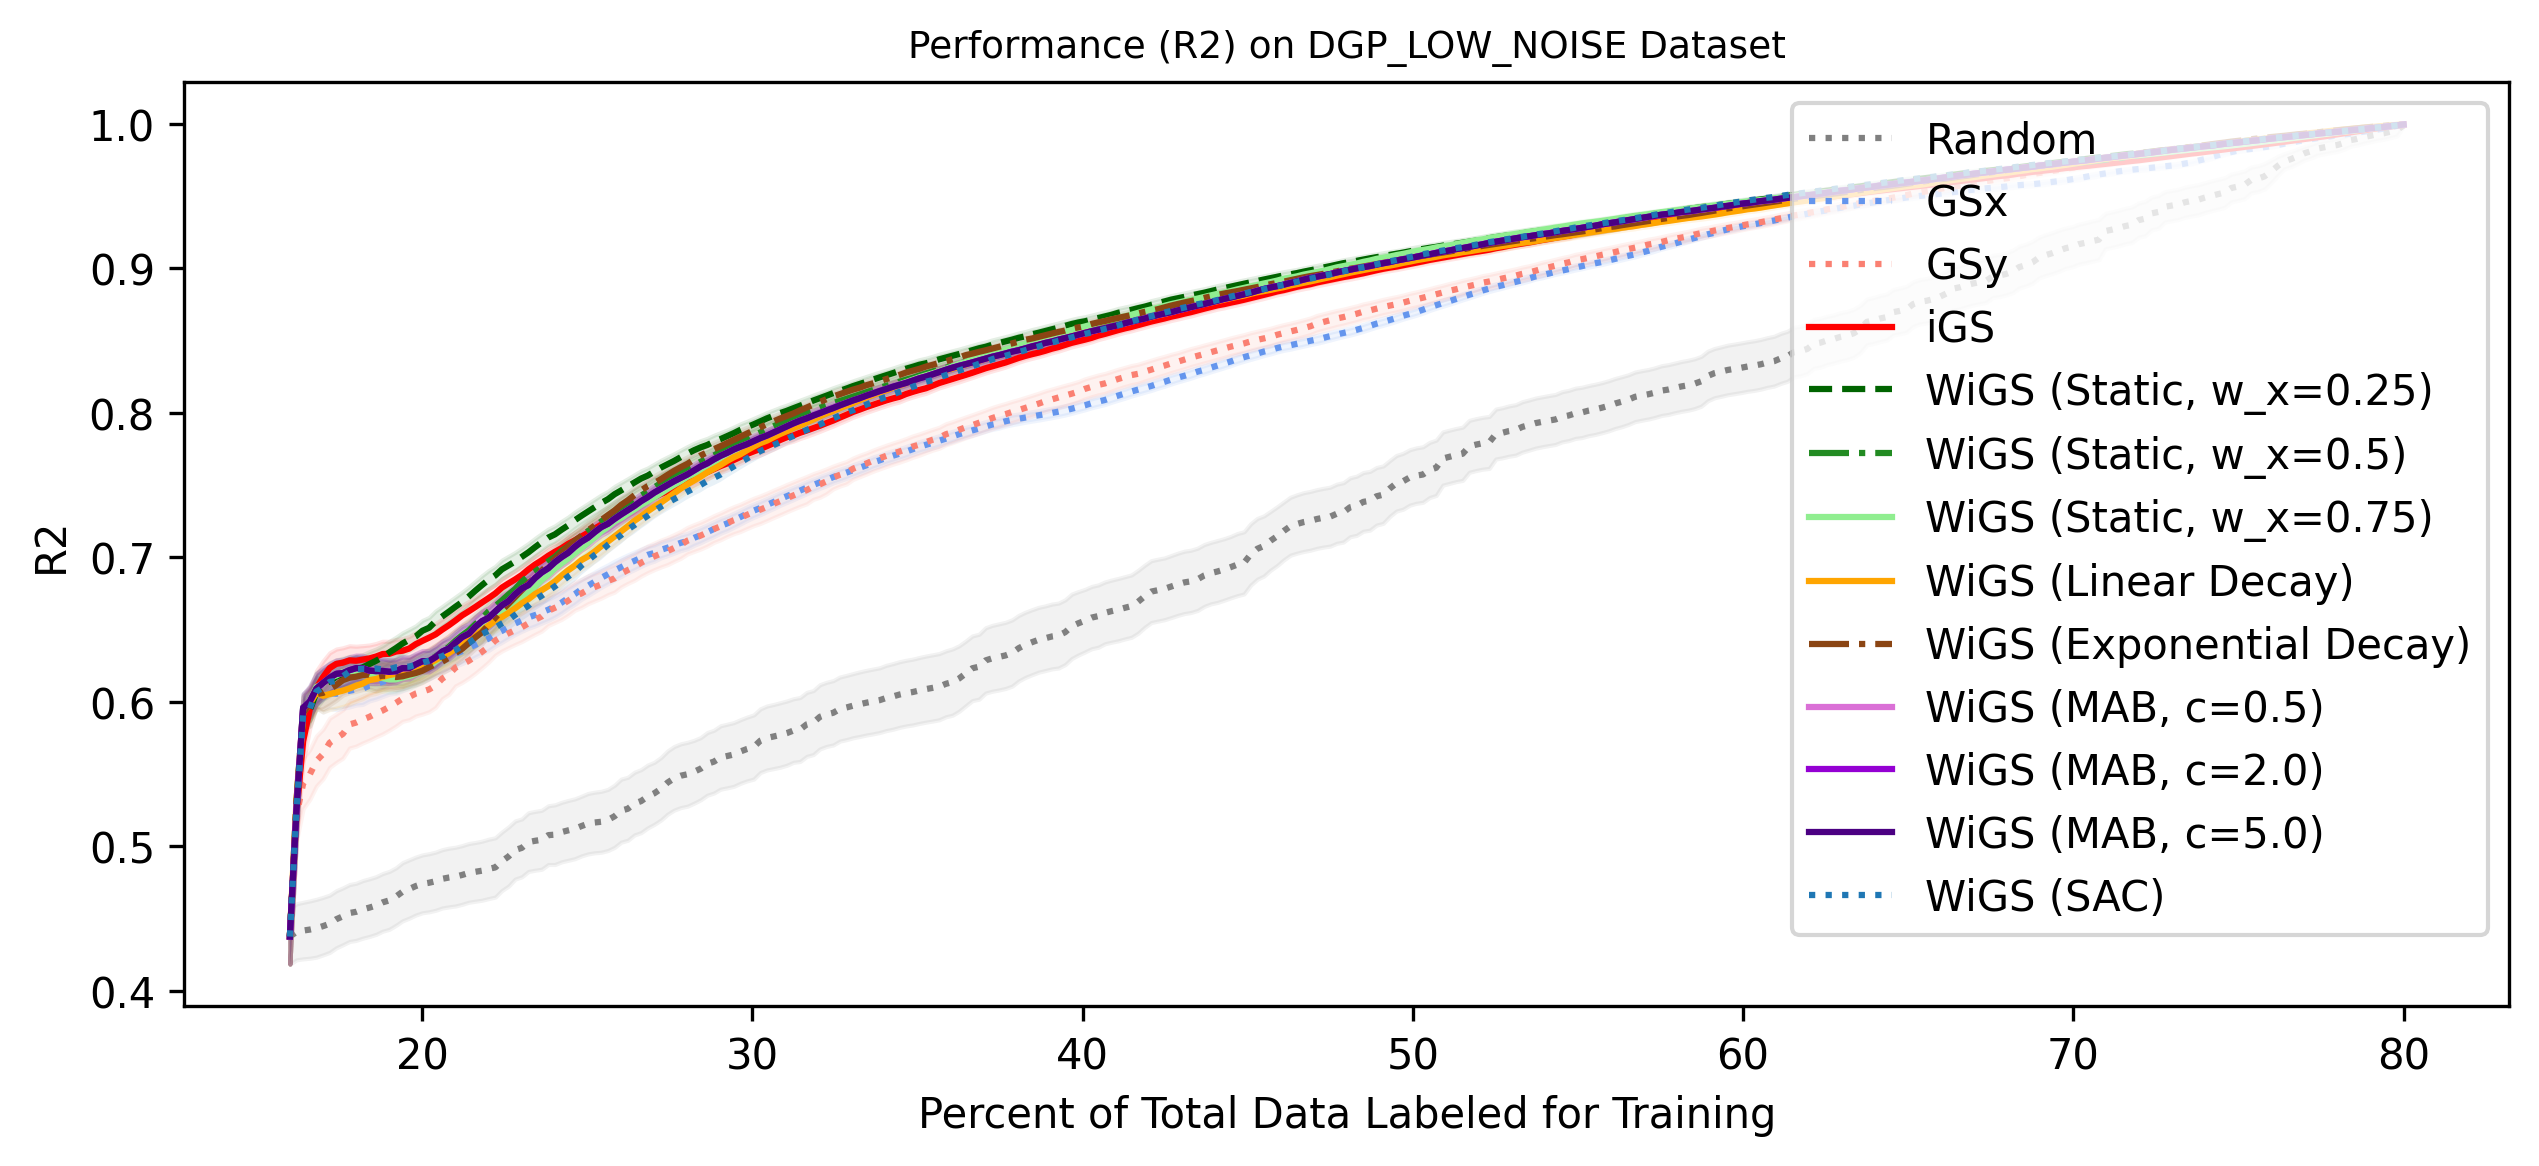 Performance (R2) on DGP_LOW_NOISE Dataset
R2
1.0
0.9
0.8
0.7
0.6
0.5
0.4
20 30 40 50 60 70 80
Percent of Total Data Labeled for Training
Random
GSx
GSy
iGS
WiGS (Static, w_x=0.25)
WiGS (Static, w_x=0.5)
WiGS (Static, w_x=0.75)
WiGS (Linear Decay)
WiGS (Exponential Decay)
WiGS (MAB, c=0.5)
WiGS (MAB, c=2.0)
WiGS (MAB, c=5.0)
WiGS (SAC)